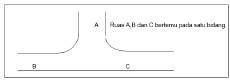 A Ruas A,B dan C bertemu pada satu bidang.
B C